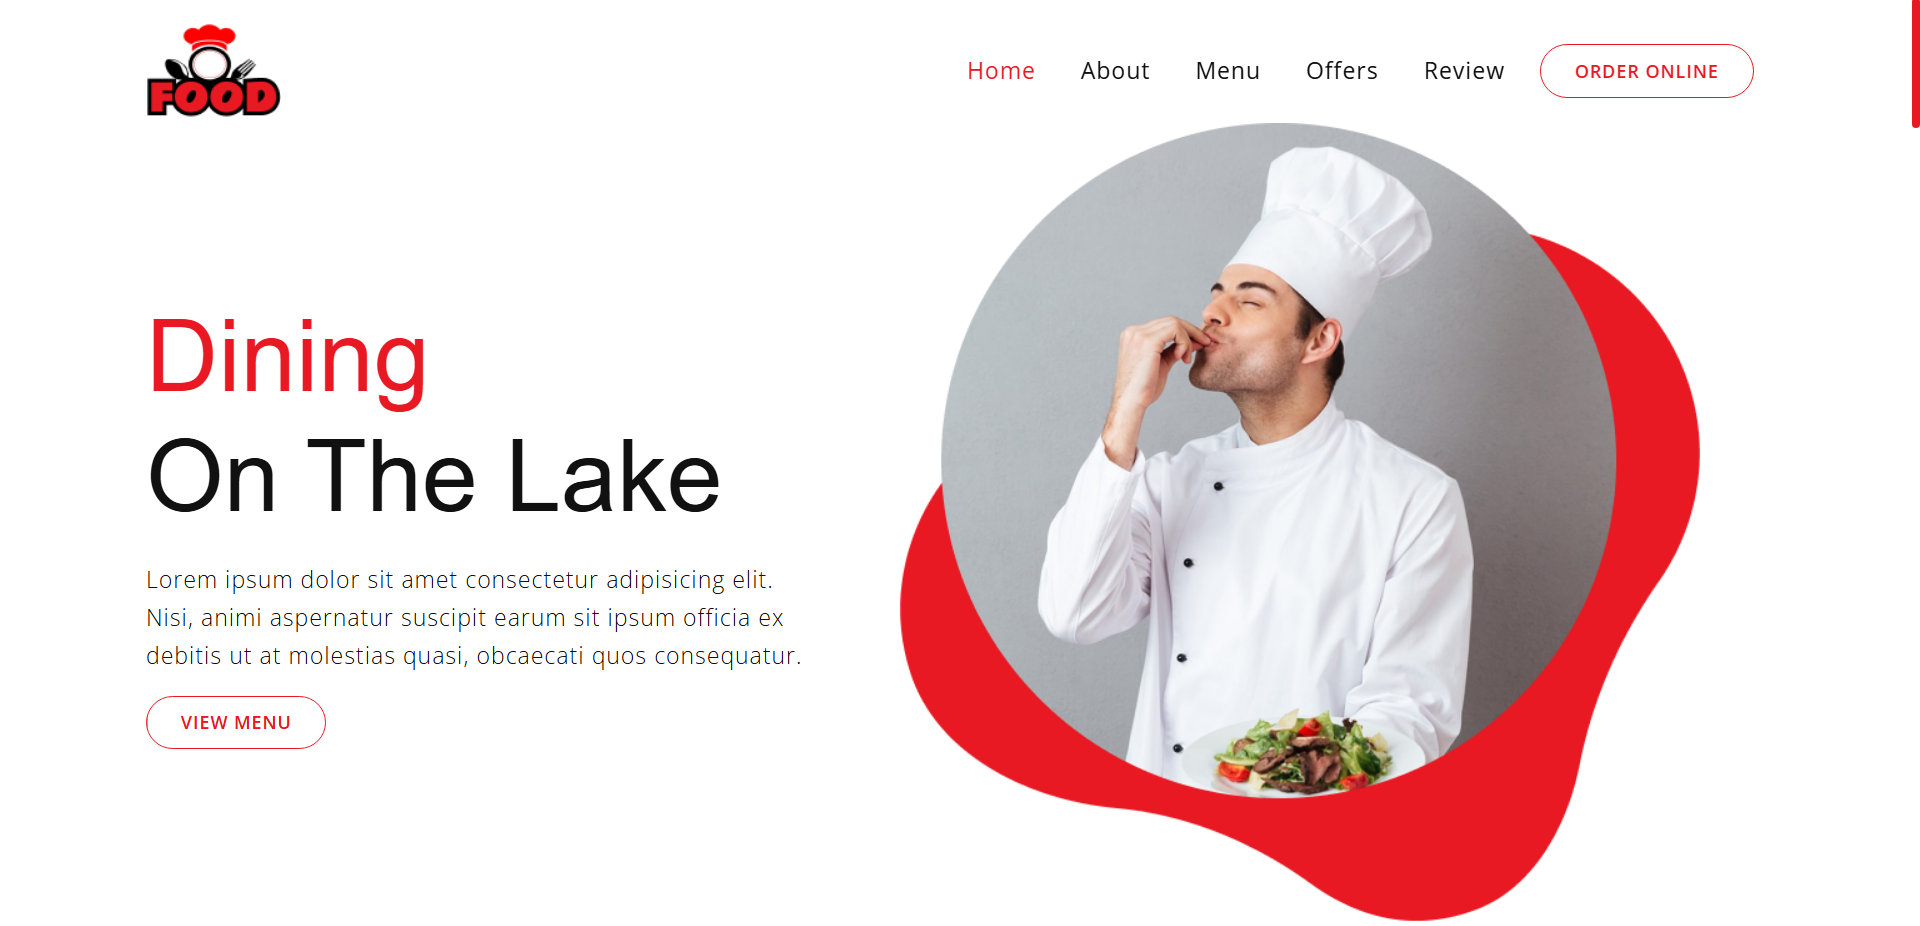 FOOD
Home About Menu Offers Review ORDER ONLINE
Dining
On The Lake
Lorem ipsum dolor sit amet consectetur adipisicing elit.
Nisi, animi aspernatur suscipit earum sit ipsum officia ex
debitis ut at molestias quasi, obcaecati quos consequatur.
VIEW MENU